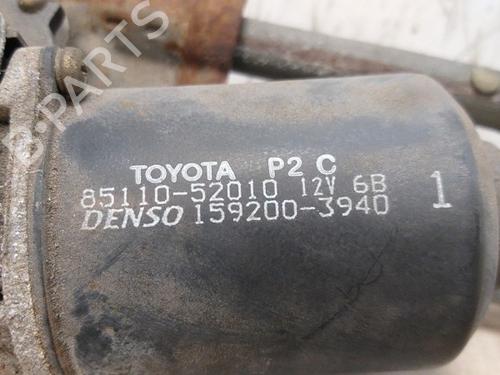 B-PARTS
TOYOTA P2 C
85110-52010 12V 6B
DENSO 159200-3940
1